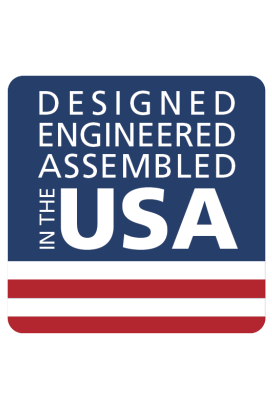 DESIGNED
ENGINEERED
ASSEMBLED
IN THE USA